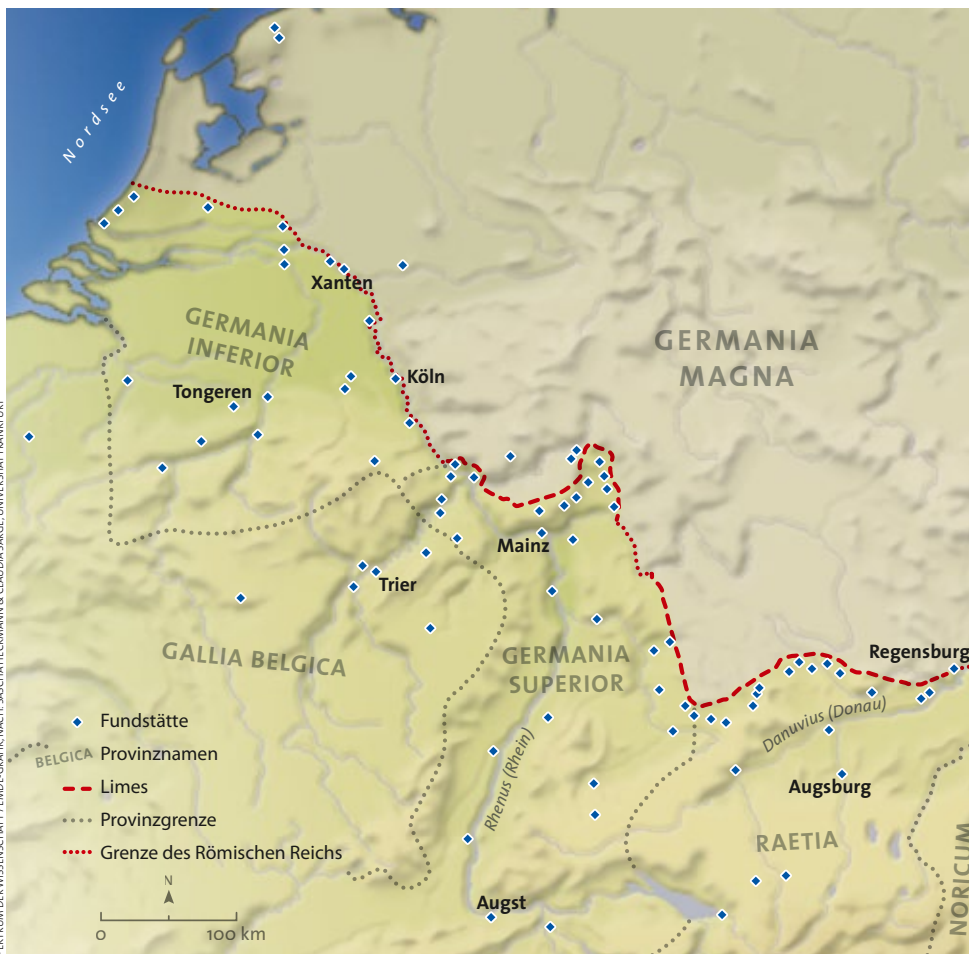 Nordsee
Xanten
GERMANIA
INFERIOR
GERMANIA
MAGNA
Tongeren
Köln
Mainz
Trier
GALLIA BELGICA
GERMANIA
SUPERIOR
Regensburg
Danuvius (Donau)
Rhenus (Rhein)
Augsburg
RAETIA
NORICUM
Augst
Fundstätte
BELGICA Provinznamen
Limes
Provinzgrenze
Grenze des Römischen Reichs
N
0 100 km